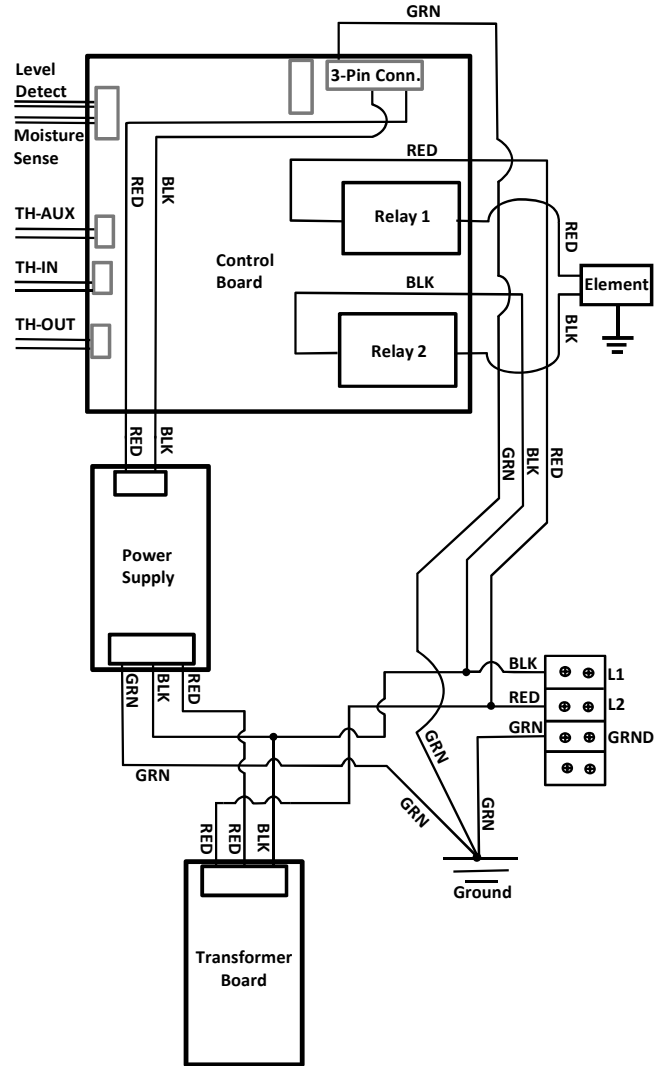 GRN
3-Pin Conn.
Level
Detect
Moisture
Sense
RED
BLK
RED
Relay 1
TH-AUX
RED
Control
Board
TH-IN
BLK
Element
TH-OUT
Relay 2
BLK
RED
BLK
GRN
BLK
RED
Power
Supply
GRN
BLK
RED
BLK
L1
RED
L2
GRN
GRND
GRN
GRN
GRN
GRN
RED
RED
BLK
Ground
Transformer
Board